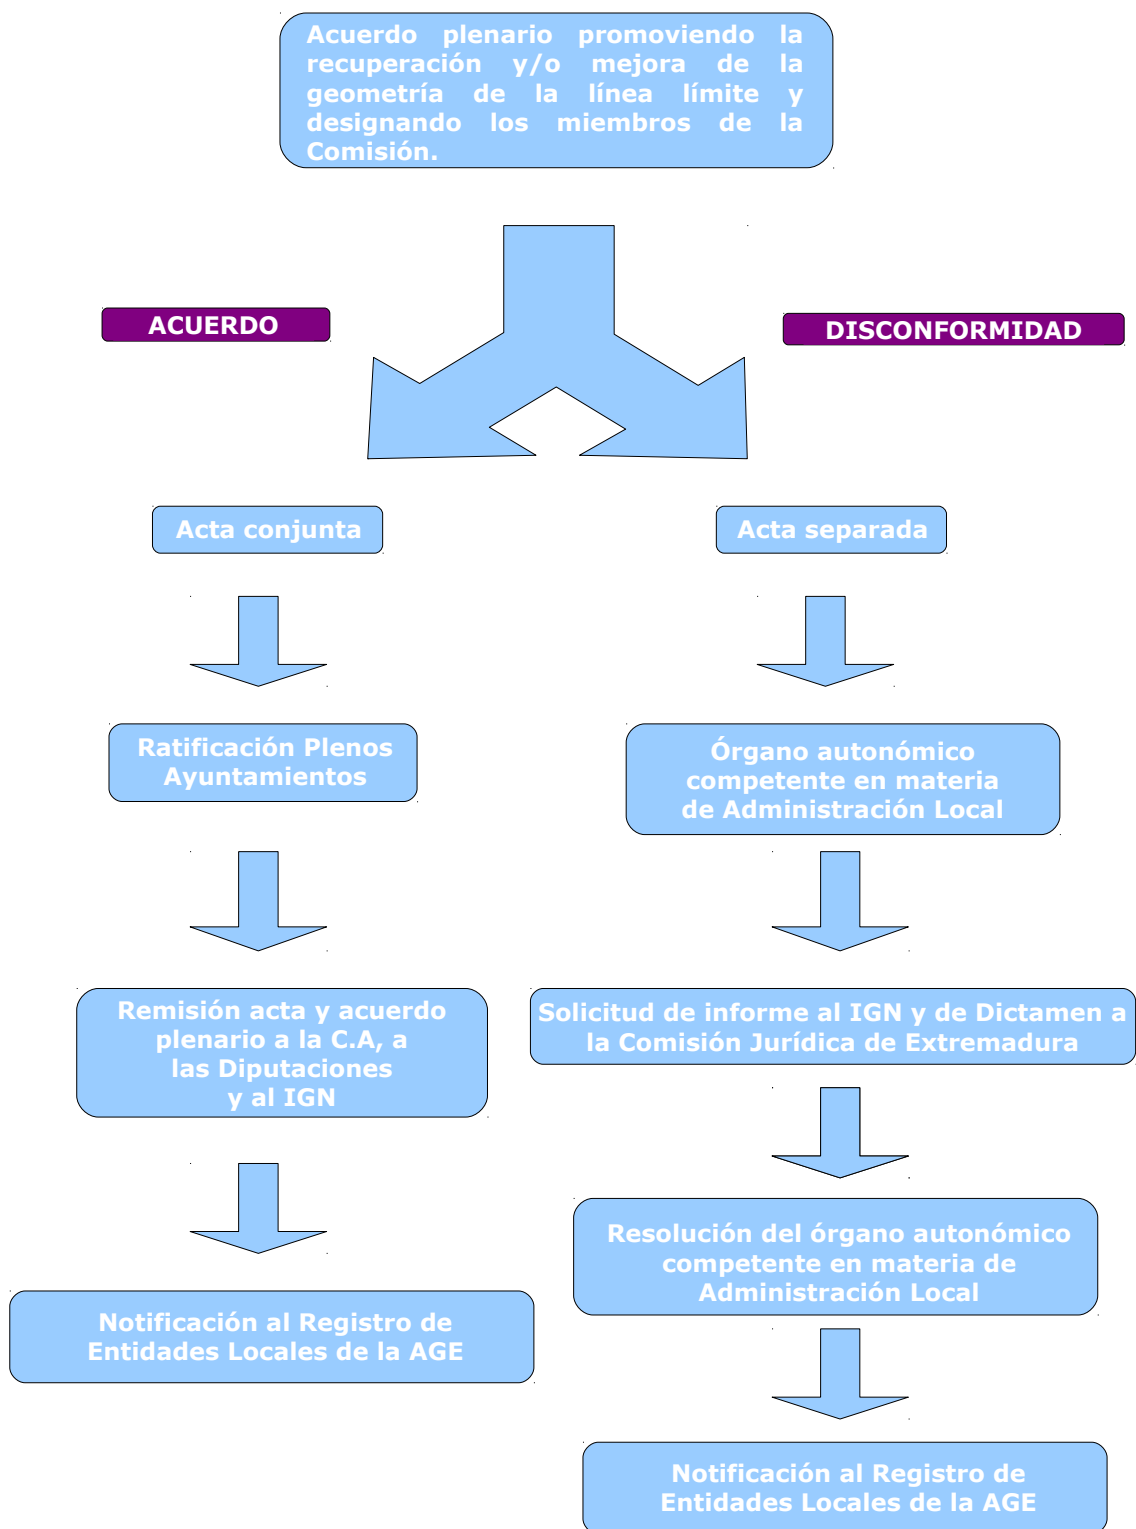 Acuerdo plenario promoviendo la
recuperación y/o mejora de la
geometría de la línea límite y
designando los miembros de la
Comisión.
ACUERDO
DISCONFORMIDAD
Acta conjunta
Acta separada
Ratificación Plenos
Ayuntamientos
Órgano autonómico
competente en materia
de Administración Local
Remisión acta y acuerdo
plenario a la C.A, a
las Diputaciones
y al IGN
Solicitud de informe al IGN y de Dictamen a
la Comisión Jurídica de Extremadura
Resolución del órgano autonómico
competente en materia de
Administración Local
Notificación al Registro de
Entidades Locales de la AGE
Notificación al Registro de
Entidades Locales de la AGE